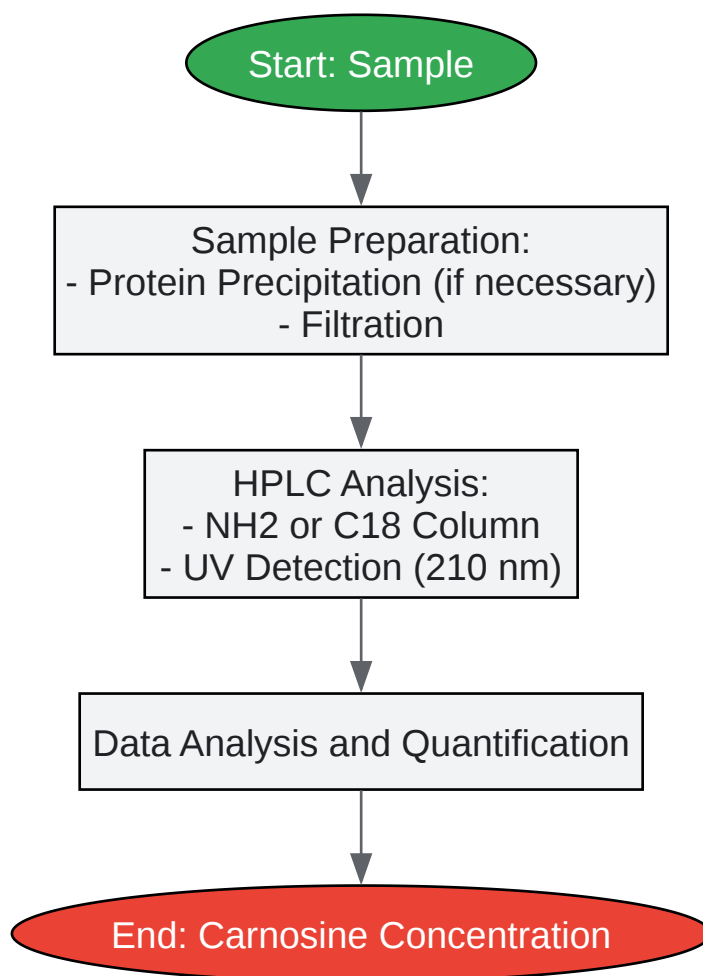 Start: Sample
Sample Preparation:
- Protein Precipitation (if necessary)
- Filtration
HPLC Analysis:
- NH2 or C18 Column
- UV Detection (210 nm)
Data Analysis and Quantification
End: Carnosine Concentration